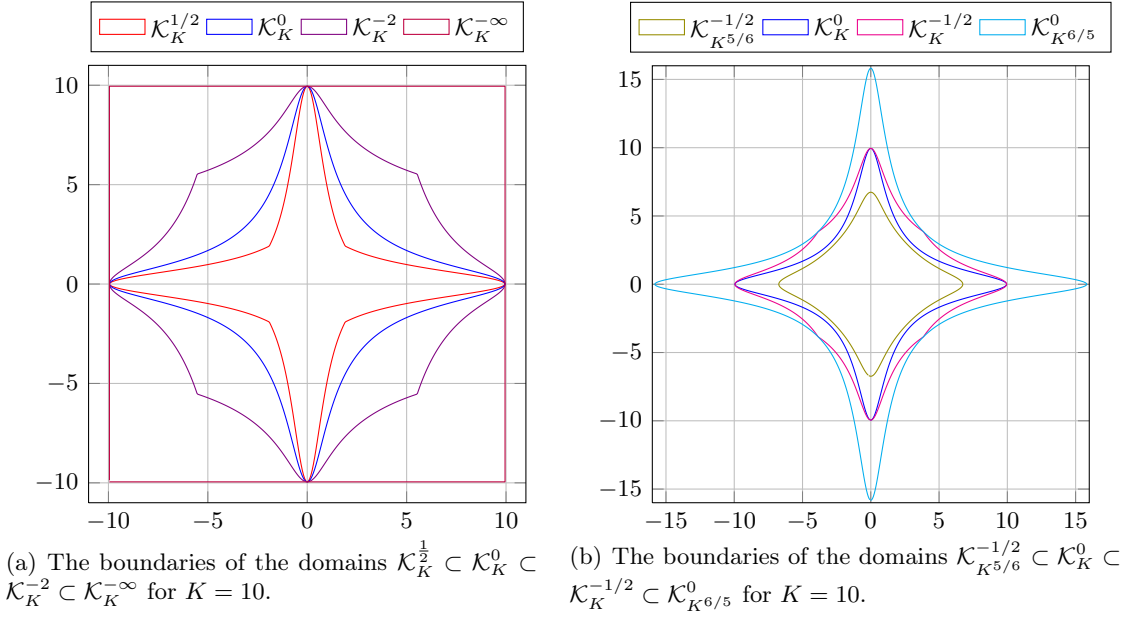 $\mathcal{K}_K^{1/2}$ $\mathcal{K}_K^{0}$ $\mathcal{K}_K^{-2}$ $\mathcal{K}_K^{-\infty}$
10
5
0
−5
−10
−10 −5 0 5 10
(a) The boundaries of the domains $\mathcal{K}_K^{\frac{1}{2}} \subset \mathcal{K}_K^{0} \subset$
$\mathcal{K}_K^{-2} \subset \mathcal{K}_K^{-\infty}$ for $K = 10$.
$\mathcal{K}_{K^{5/6}}^{-1/2}$ $\mathcal{K}_K^{0}$ $\mathcal{K}_K^{-1/2}$ $\mathcal{K}_{K^{6/5}}^{0}$
15
10
5
0
−5
−10
−15
−15 −10 −5 0 5 10 15
(b) The boundaries of the domains $\mathcal{K}_{K^{5/6}}^{-1/2} \subset \mathcal{K}_K^{0} \subset$
$\mathcal{K}_K^{-1/2} \subset \mathcal{K}_{K^{6/5}}^{0}$ for $K = 10$.